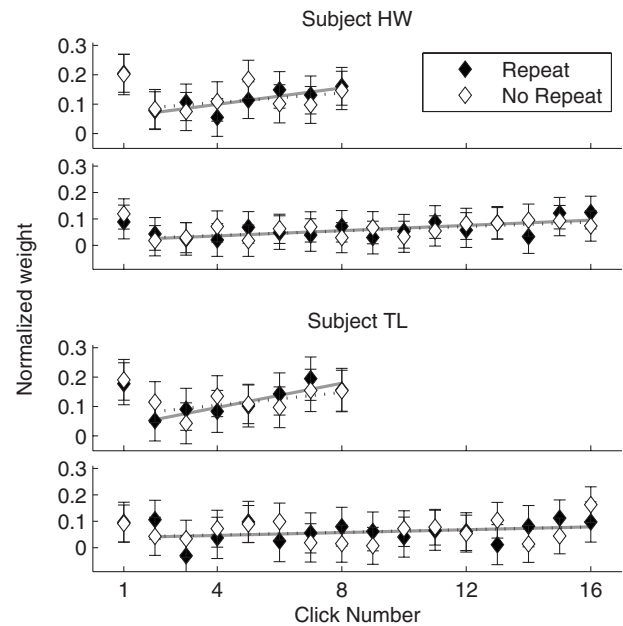 Subject HW
0.3
0.2
0.1
0
Repeat
No Repeat
0.3
0.2
0.1
0
Normalized weight
Subject TL
0.3
0.2
0.1
0
0.3
0.2
0.1
0
1 4 8 12 16
Click Number